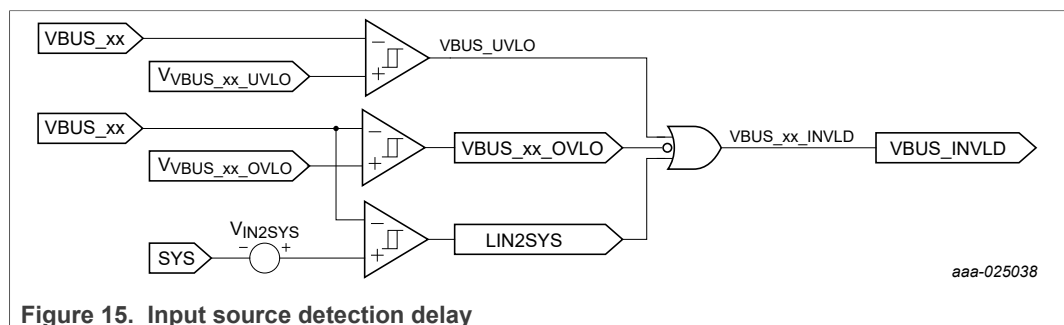 VBUS_xx
VBUS_UVLO
VVBUS_xx_UVLO
VBUS_xx
VBUS_xx_OVLO
VBUS_xx_INVLD
VBUS_INVLD
VVBUS_xx_OVLO
VIN2SYS
SYS
LIN2SYS
aaa-025038
Figure 15. Input source detection delay